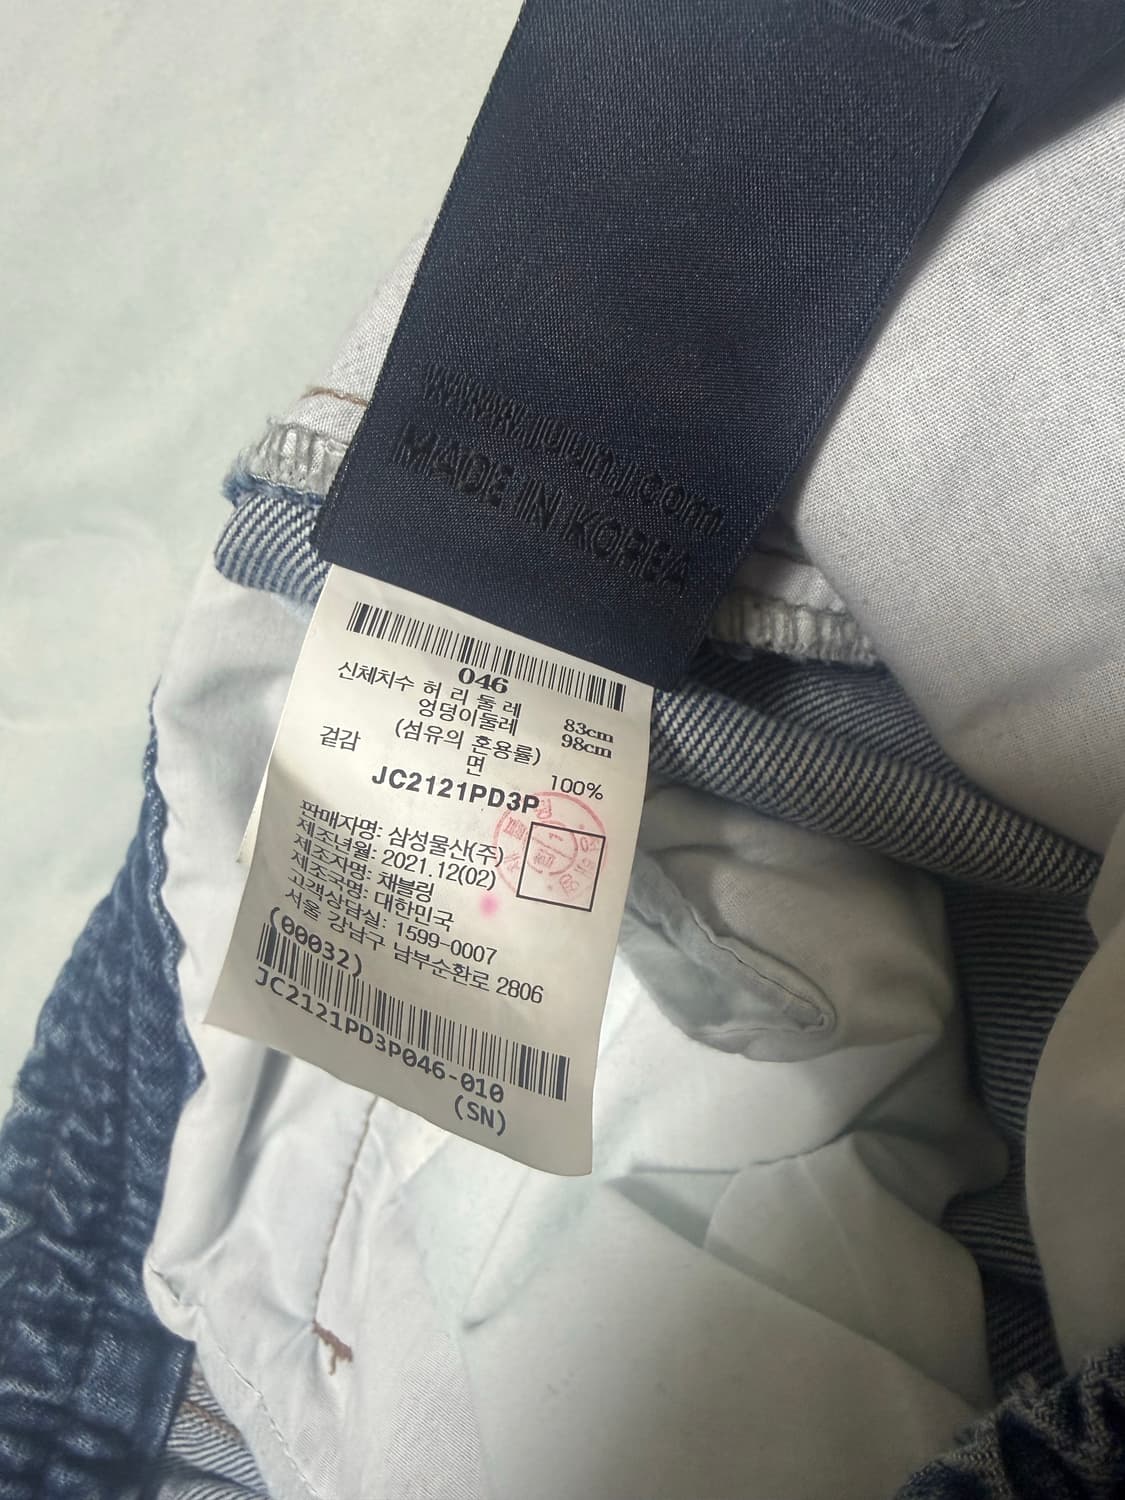 www.juunj.com
MADE IN KOREA
046
신체치수 허리둘레 83cm
엉덩이둘레 98cm
(섬유의 혼용률)
겉감 면 100%
JC2121PD3P
판매자명: 삼성물산(주)
제조년월: 2021.12(02)
제조자명: 채블링
제조국명: 대한민국
고객상담실: 1599-0007
서울 강남구 남부순환로 2806
(00032)
JC2121PD3P046-010
(SN)